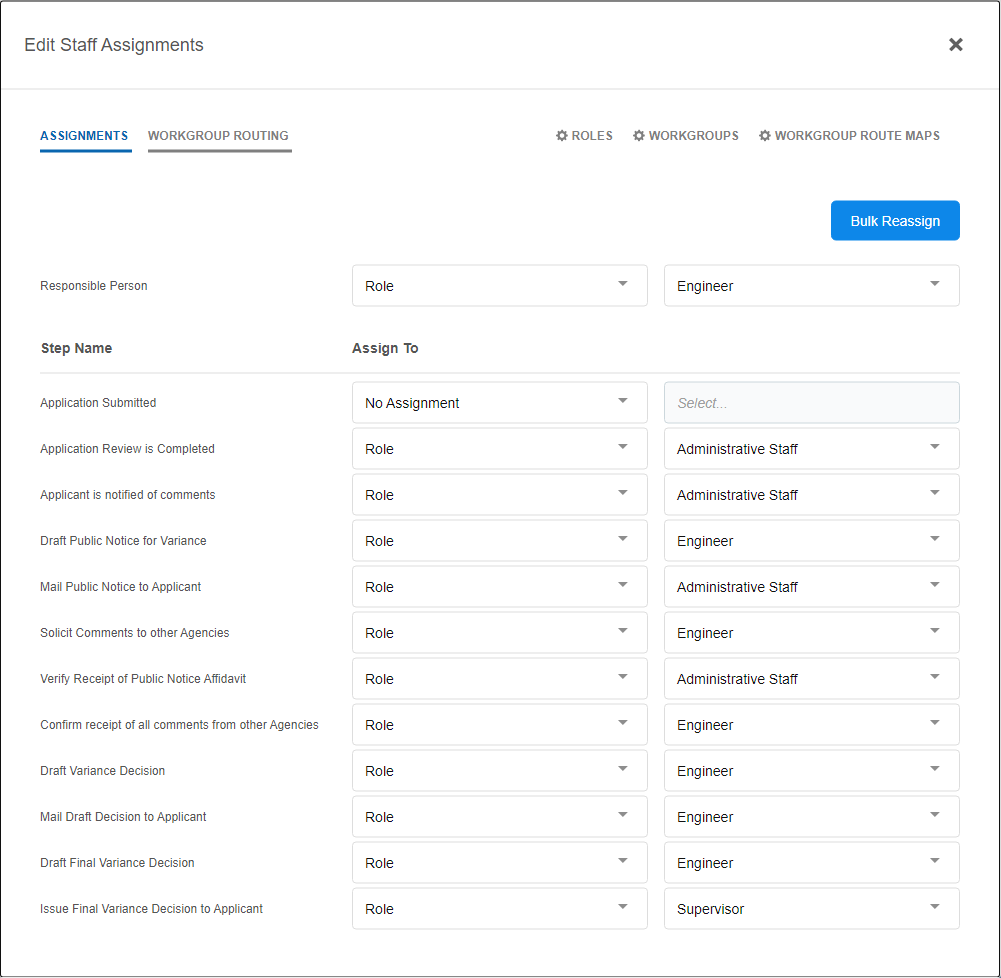 Edit Staff Assignments
ASSIGNMENTS WORKGROUP ROUTING ROLES WORKGROUPS WORKGROUP ROUTE MAPS
Bulk Reassign
Responsible Person Role Engineer
Step Name Assign To
Application Submitted No Assignment Select...
Application Review is Completed Role Administrative Staff
Applicant is notified of comments Role Administrative Staff
Draft Public Notice for Variance Role Engineer
Mail Public Notice to Applicant Role Administrative Staff
Solicit Comments to other Agencies Role Engineer
Verify Receipt of Public Notice Affidavit Role Administrative Staff
Confirm receipt of all comments from other Agencies Role Engineer
Draft Variance Decision Role Engineer
Mail Draft Decision to Applicant Role Engineer
Draft Final Variance Decision Role Engineer
Issue Final Variance Decision to Applicant Role Supervisor